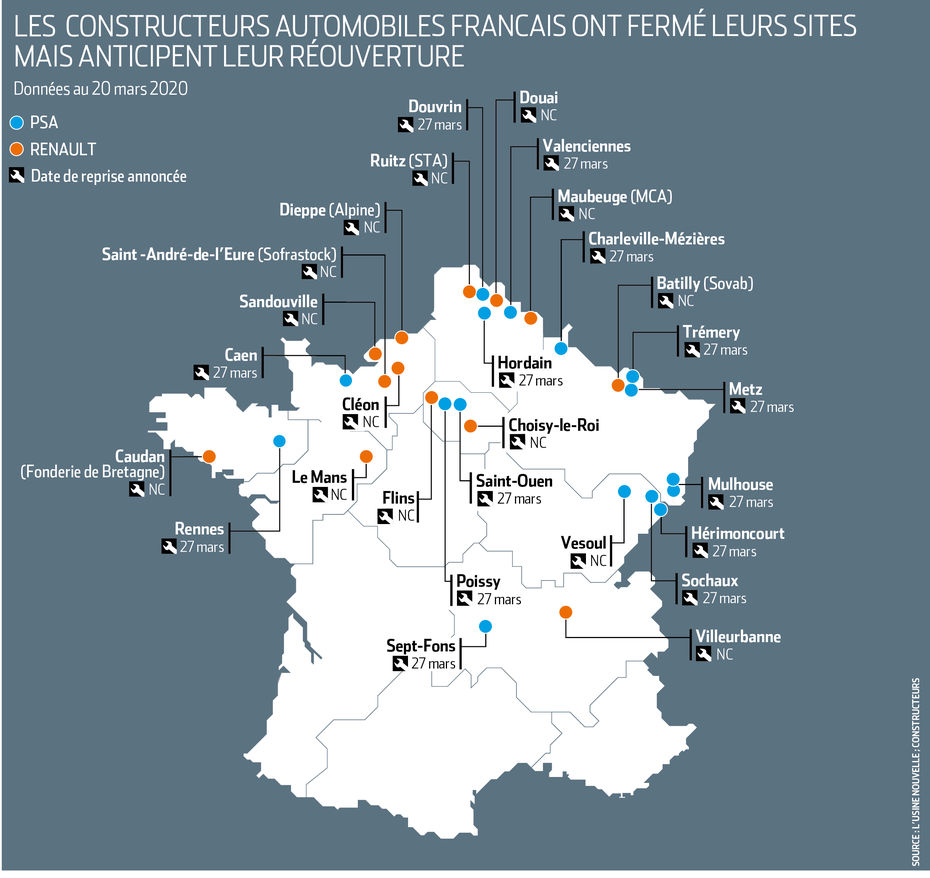 LES CONSTRUCTEURS AUTOMOBILES FRANCAIS ONT FERMÉ LEURS SITES
MAIS ANTICIPENT LEUR RÉOUVERTURE
Données au 20 mars 2020
PSA
RENAULT
Date de reprise annoncée
Douvrin
27 mars
Douai
NC
Ruitz (STA)
NC
Valenciennes
27 mars
Dieppe (Alpine)
NC
Maubeuge (MCA)
NC
Saint -André-de-l'Eure (Sofrastock)
NC
Charleville-Mézières
27 mars
Sandouville
NC
Batilly (Sovab)
NC
Caen
27 mars
Trémery
27 mars
Hordain
27 mars
Metz
27 mars
Cléon
NC
Choisy-le-Roi
NC
Caudan
(Fonderie de Bretagne)
NC
Le Mans
NC
Flins
NC
Saint-Ouen
27 mars
Mulhouse
27 mars
Rennes
27 mars
Vesoul
NC
Hérimoncourt
27 mars
Poissy
27 mars
Sochaux
27 mars
Sept-Fons
27 mars
Villeurbanne
NC
SOURCE : L'USINE NOUVELLE ; CONSTRUCTEURS